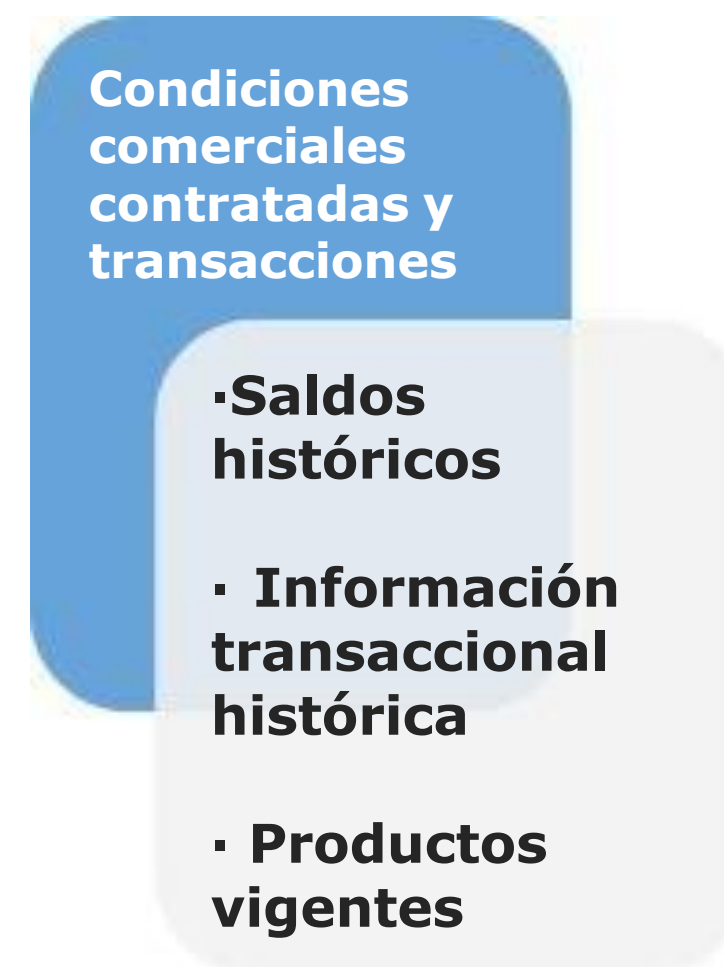 Condiciones
comerciales
contratadas y
transacciones
·Saldos
históricos
· Información
transaccional
histórica
· Productos
vigentes